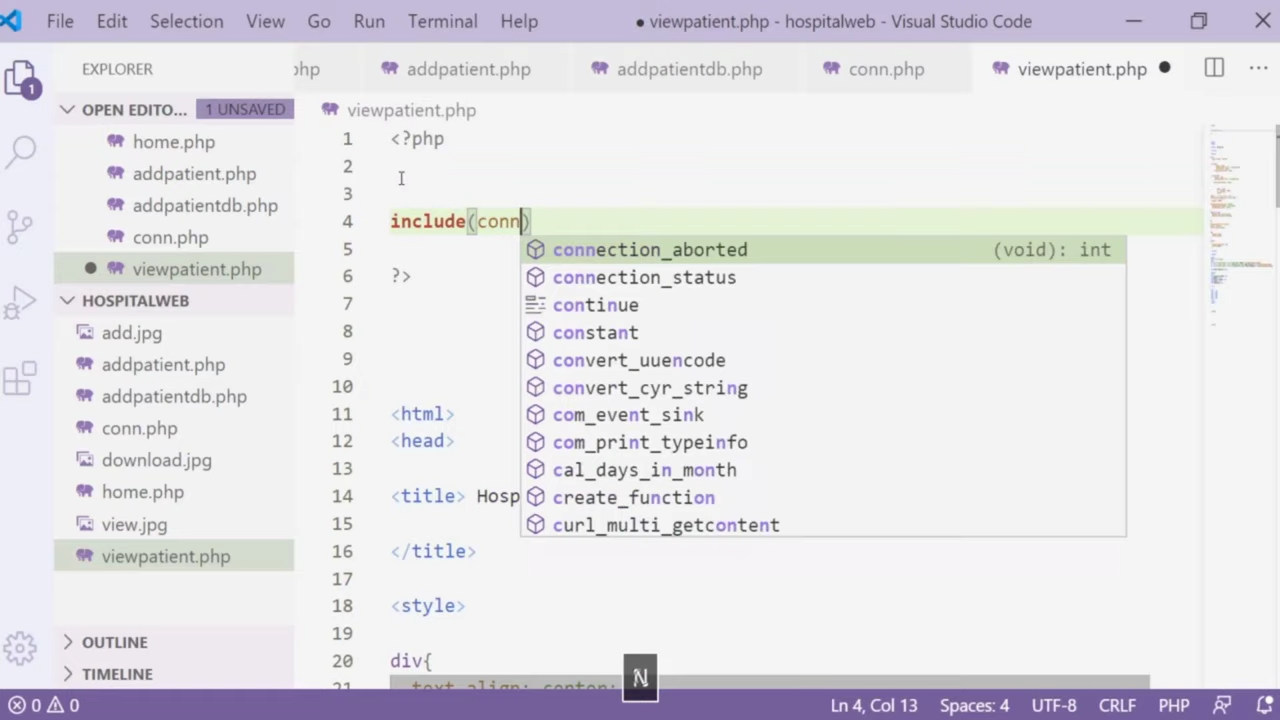 File Edit Selection View Go Run Terminal Help
● viewpatient.php - hospitalweb - Visual Studio Code
EXPLORER
php addpatient.php addpatientdb.php conn.php viewpatient.php
OPEN EDITO... 1 UNSAVED
home.php
addpatient.php
addpatientdb.php
conn.php
viewpatient.php
HOSPITALWEB
add.jpg
addpatient.php
addpatientdb.php
conn.php
download.jpg
home.php
view.jpg
viewpatient.php
OUTLINE
TIMELINE
1
viewpatient.php
1 <?php
2
3
4 include(conn)
5
6 ?>
7
8
9
10
11 <html>
12 <head>
13
14 <title> Hosp
15
16 </title>
17
18 <style>
19
20 div{
21 text-align: center;
connection_aborted (void): int
connection_status
continue
constant
convert_uuencode
convert_cyr_string
com_event_sink
com_print_typeinfo
cal_days_in_month
create_function
curl_multi_getcontent
N
0 0 Ln 4, Col 13 Spaces: 4 UTF-8 CRLF PHP